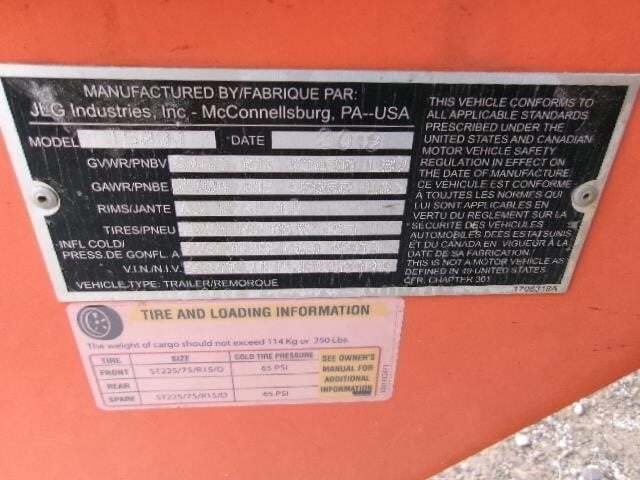 MANUFACTURED BY/FABRIQUE PAR:
JLG Industries, Inc - McConnellsburg, PA--USA
MODEL DATE
GVWR/PNBV
GAWR/PNBE
RIMS/JANTE
TIRES/PNEU
INFL COLD/
PRESS.DE GONFL. A
V.I.N./N.I.V.
VEHICLE TYPE: TRAILER/REMORQUE
THIS VEHICLE CONFORMS TO
ALL APPLICABLE STANDARDS
PRESCRIBED UNDER THE
UNITED STATES AND CANADIAN
MOTOR VEHICLE SAFETY
REGULATION IN EFFECT ON
THE DATE OF MANUFACTURE.
CE VÉHICULE EST CONFORME
À TOUTES LES NORMES QUI
LUI SONT APPLICABLES EN
VERTU DU REGLEMENT SUR LA
SÉCURITÉ DES VÉHICULES
AUTOMOBILES DEES ESTATSUNIS
ET DU CANADA EN VIGUEUR À LA
DATE DE SA FABRICATION.
THIS IS NOT A MOTOR VEHICLE AS
DEFINED IN 49-UNITED STATES
CFR. CHAPTER 301
1706318A
TIRE AND LOADING INFORMATION
The weight of cargo should not exceed 114 Kg or 250 Lbs.
TIRE SIZE COLD TIRE PRESSURE
FRONT ST225/75/R15/D 65 PSI
REAR
SPARE ST225/75/R15/D 65 PSI
SEE OWNER'S
MANUAL FOR
ADDITIONAL
INFORMATION